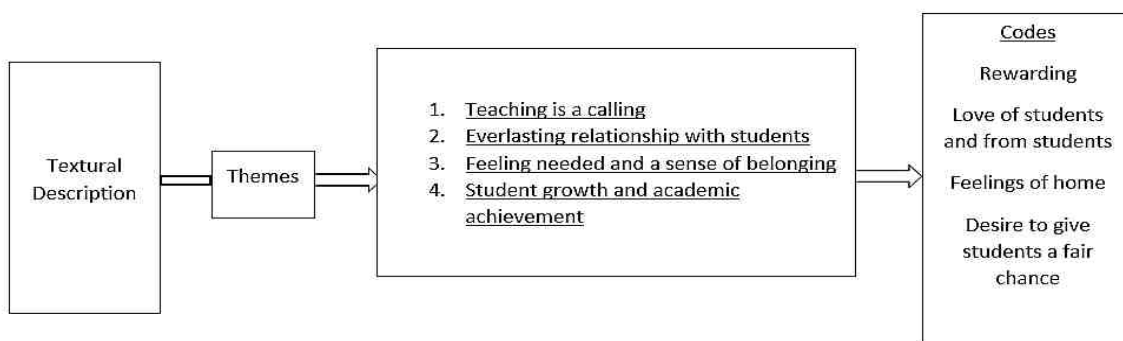 Textural
Description
Themes
1. Teaching is a calling
2. Everlasting relationship with students
3. Feeling needed and a sense of belonging
4. Student growth and academic
achievement
Codes
Rewarding
Love of students
and from students
Feelings of home
Desire to give
students a fair
chance